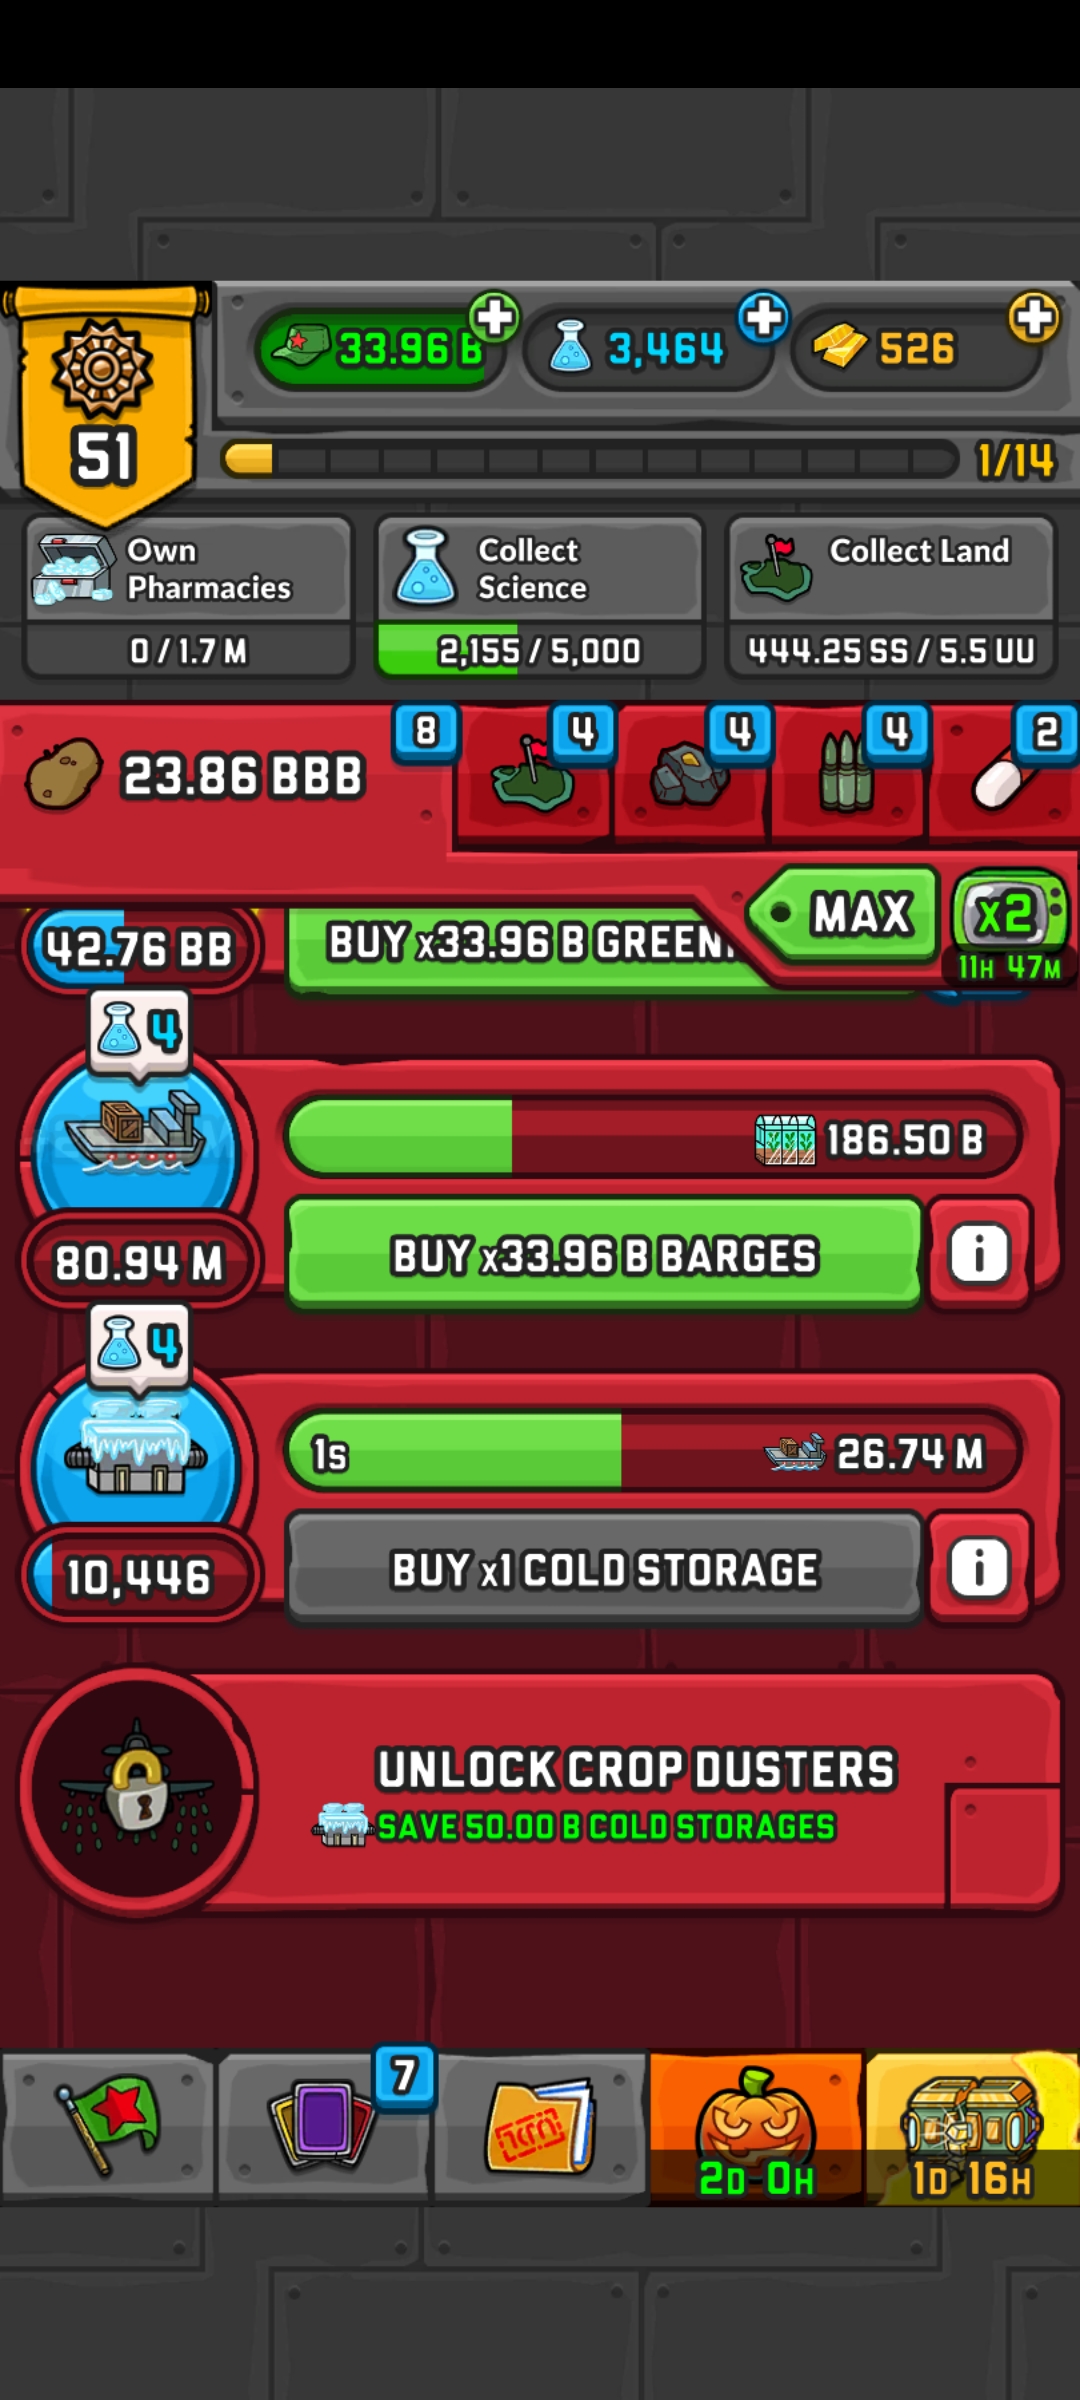 33.96 B
3,464
526
51
1/14
Own
Pharmacies
0 / 1.7 M
Collect
Science
2,155 / 5,000
Collect Land
444.25 SS / 5.5 UU
23.86 BBB
8
4
4
4
2
MAX
x2
11H 47M
42.76 BB
BUY x33.96 B GREEN
4
186.50 B
80.94 M
BUY x33.96 B BARGES
i
4
1s
26.74 M
10,446
BUY x1 COLD STORAGE
i
UNLOCK CROP DUSTERS
SAVE 50.00 B COLD STORAGES
7
2D 0H
1D 16H